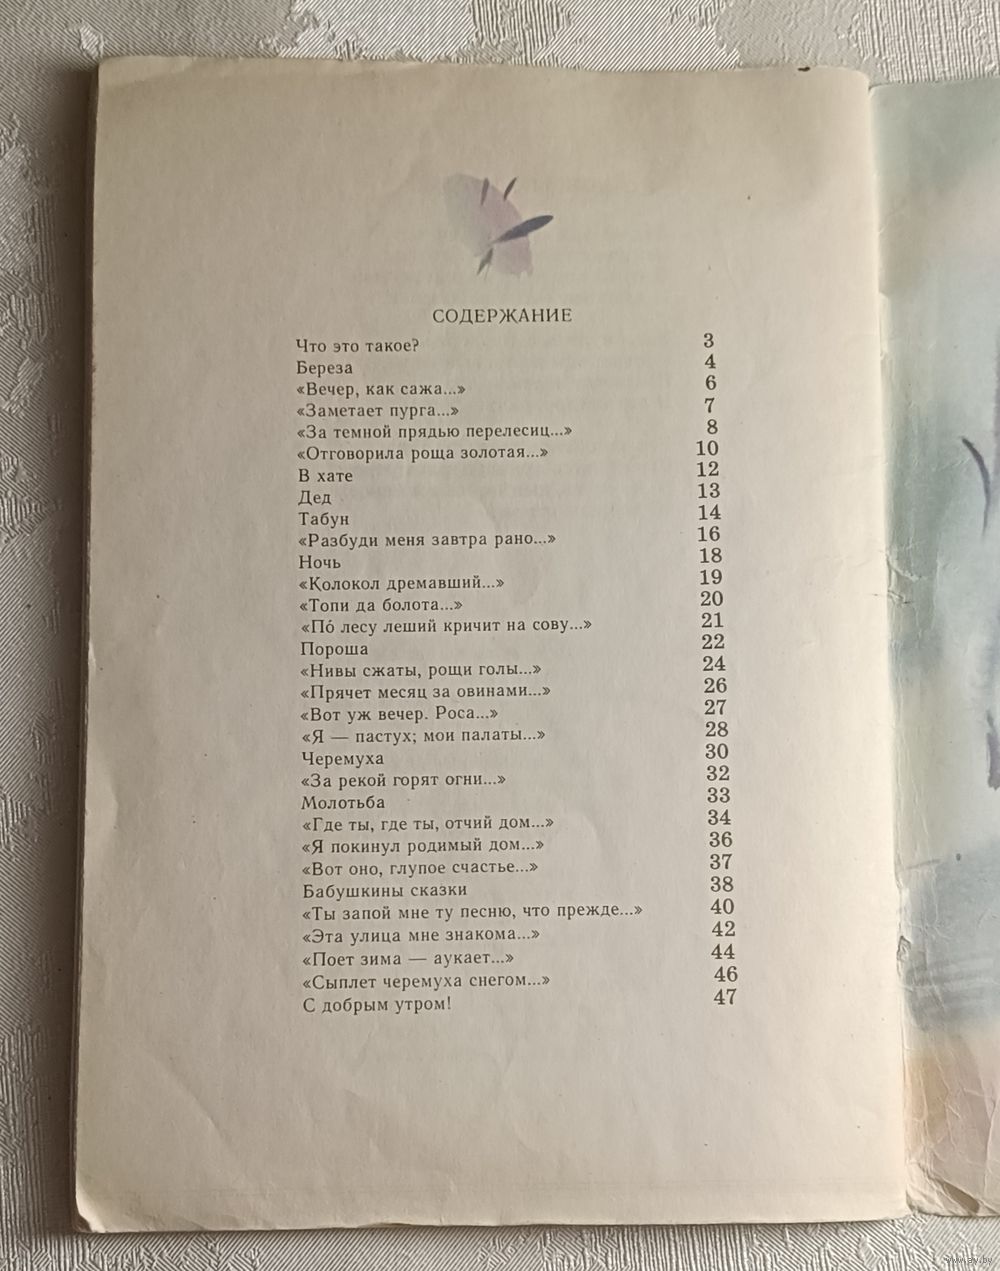 СОДЕРЖАНИЕ
Что это такое? 3
Береза 4
«Вечер, как сажа...» 6
«Заметает пурга...» 7
«За темной прядью перелесиц...» 8
«Отговорила роща золотая...» 10
В хате 12
Дед 13
Табун 14
«Разбуди меня завтра рано...» 16
Ночь 18
«Колокол дремавший...» 19
«Топи да болота...» 20
«По́ лесу леший кричит на сову...» 21
Пороша 22
«Нивы сжаты, рощи голы...» 24
«Прячет месяц за овинами...» 26
«Вот уж вечер. Роса...» 27
«Я — пастух; мои палаты...» 28
Черемуха 30
«За рекой горят огни...» 32
Молотьба 33
«Где ты, где ты, отчий дом...» 34
«Я покинул родимый дом...» 36
«Вот оно, глупое счастье...» 37
Бабушкины сказки 38
«Ты запой мне ту песню, что прежде...» 40
«Эта улица мне знакома...» 42
«Поет зима — аукает...» 44
«Сыплет черемуха снегом...» 46
С добрым утром! 47
www.ay.by